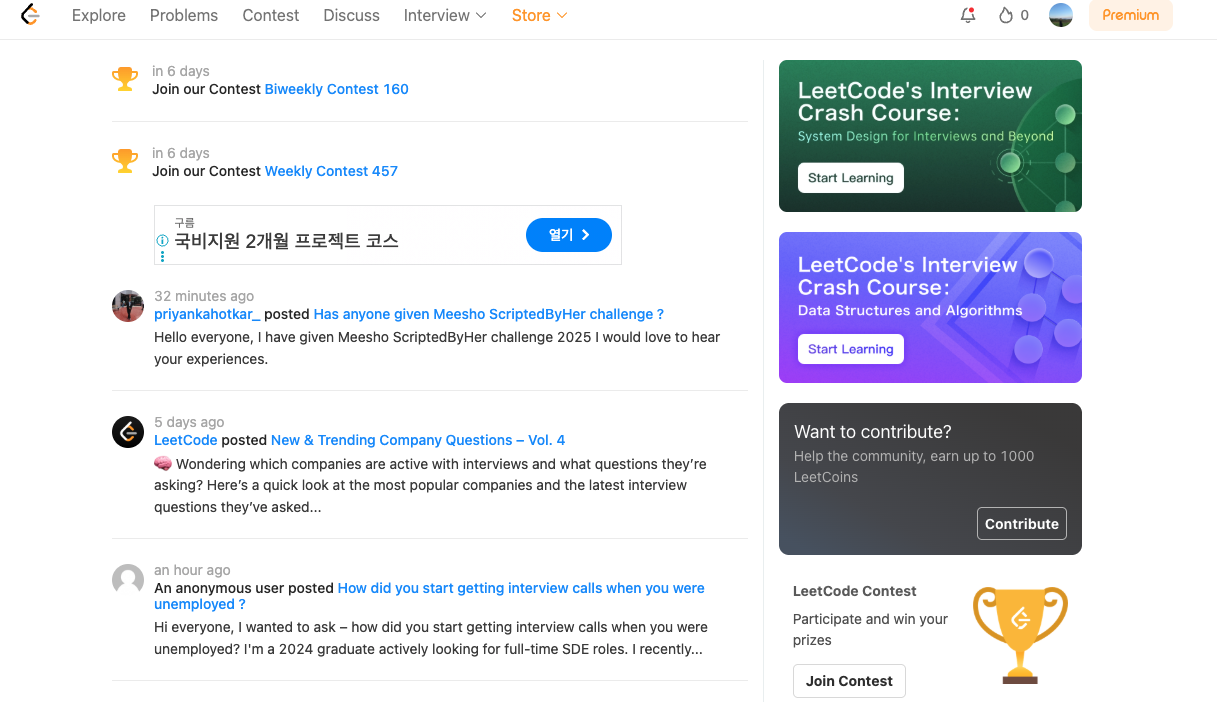 Explore Problems Contest Discuss Interview Store 0 Premium
in 6 days
Join our Contest Biweekly Contest 160
in 6 days
Join our Contest Weekly Contest 457
구름
국비지원 2개월 프로젝트 코스
열기
32 minutes ago
priyankahotkar_ posted Has anyone given Meesho ScriptedByHer challenge ?
Hello everyone, I have given Meesho ScriptedByHer challenge 2025 I would love to hear
your experiences.
5 days ago
LeetCode posted New & Trending Company Questions – Vol. 4
🧠 Wondering which companies are active with interviews and what questions they’re
asking? Here’s a quick look at the most popular companies and the latest interview
questions they’ve asked...
an hour ago
An anonymous user posted How did you start getting interview calls when you were
unemployed ?
Hi everyone, I wanted to ask – how did you start getting interview calls when you were
unemployed? I'm a 2024 graduate actively looking for full-time SDE roles. I recently...
LeetCode's Interview
Crash Course:
System Design for Interviews and Beyond
Start Learning
LeetCode's Interview
Crash Course:
Data Structures and Algorithms
Start Learning
Want to contribute?
Help the community, earn up to 1000
LeetCoins
Contribute
LeetCode Contest
Participate and win your
prizes
Join Contest